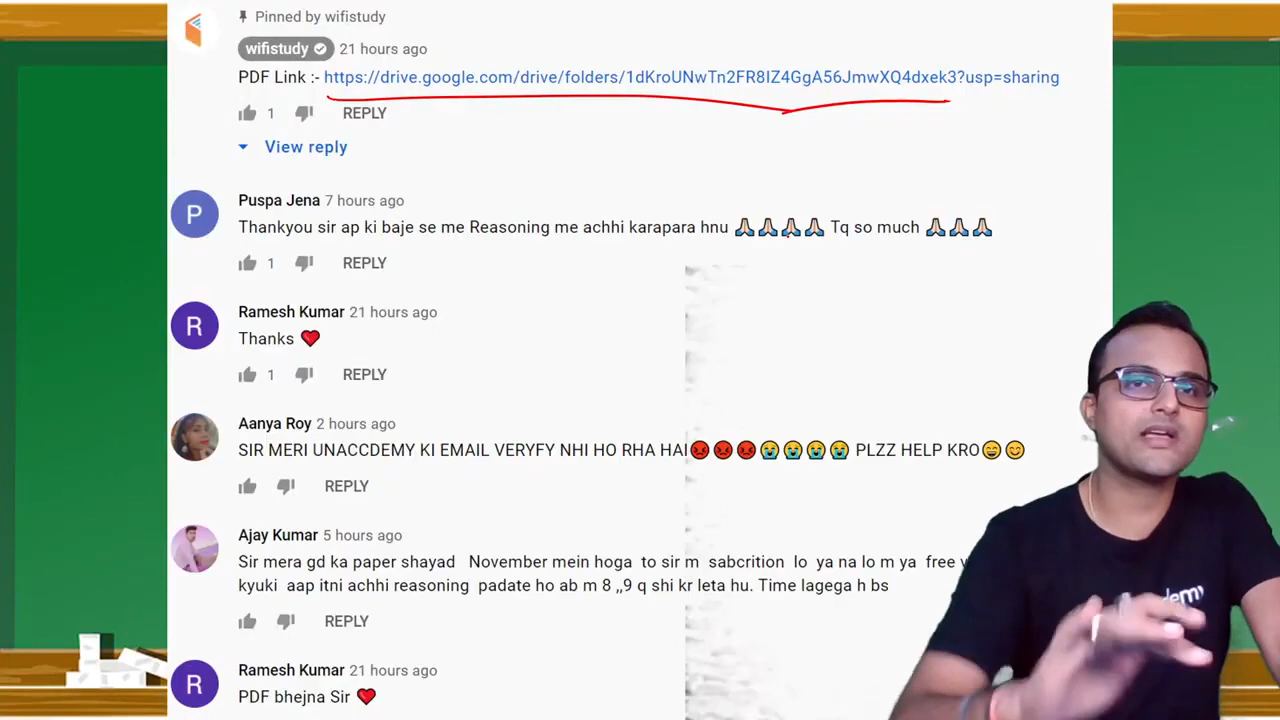 Pinned by wifistudy
wifistudy 21 hours ago
PDF Link :- https://drive.google.com/drive/folders/1dKroUNwTn2FR8IZ4GgA56JmwXQ4dxek3?usp=sharing
1 REPLY
View reply
P
Puspa Jena 7 hours ago
Thankyou sir ap ki baje se me Reasoning me achhi karapara hnu 🙏🏻🙏🏻🙏🏻🙏🏻 Tq so much 🙏🏻🙏🏻🙏🏻
1 REPLY
R
Ramesh Kumar 21 hours ago
Thanks ❤️
1 REPLY
Aanya Roy 2 hours ago
SIR MERI UNACCDEMY KI EMAIL VERYFY NHI HO RHA HAI😡😡😡😭😭😭😭 PLZZ HELP KRO😄😊
REPLY
Ajay Kumar 5 hours ago
Sir mera gd ka paper shayad November mein hoga to sir m sabcrition lo ya na lo m ya free
kyuki aap itni achhi reasoning padate ho ab m 8 ,,9 q shi kr leta hu. Time lagega h bs
REPLY
R
Ramesh Kumar 21 hours ago
PDF bhejna Sir ❤️